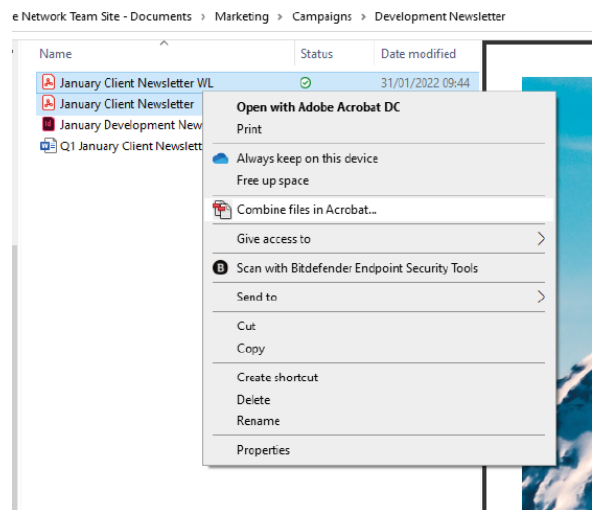 e Network Team Site - Documents > Marketing > Campaigns > Development Newsletter
Name Status Date modified
January Client Newsletter WL 31/01/2022 09:44
January Client Newsletter
January Development New
Q1 January Client Newslett
Open with Adobe Acrobat DC
Print
Always keep on this device
Free up space
Combine files in Acrobat...
Give access to
B Scan with Bitdefender Endpoint Security Tools
Send to
Cut
Copy
Create shortcut
Delete
Rename
Properties